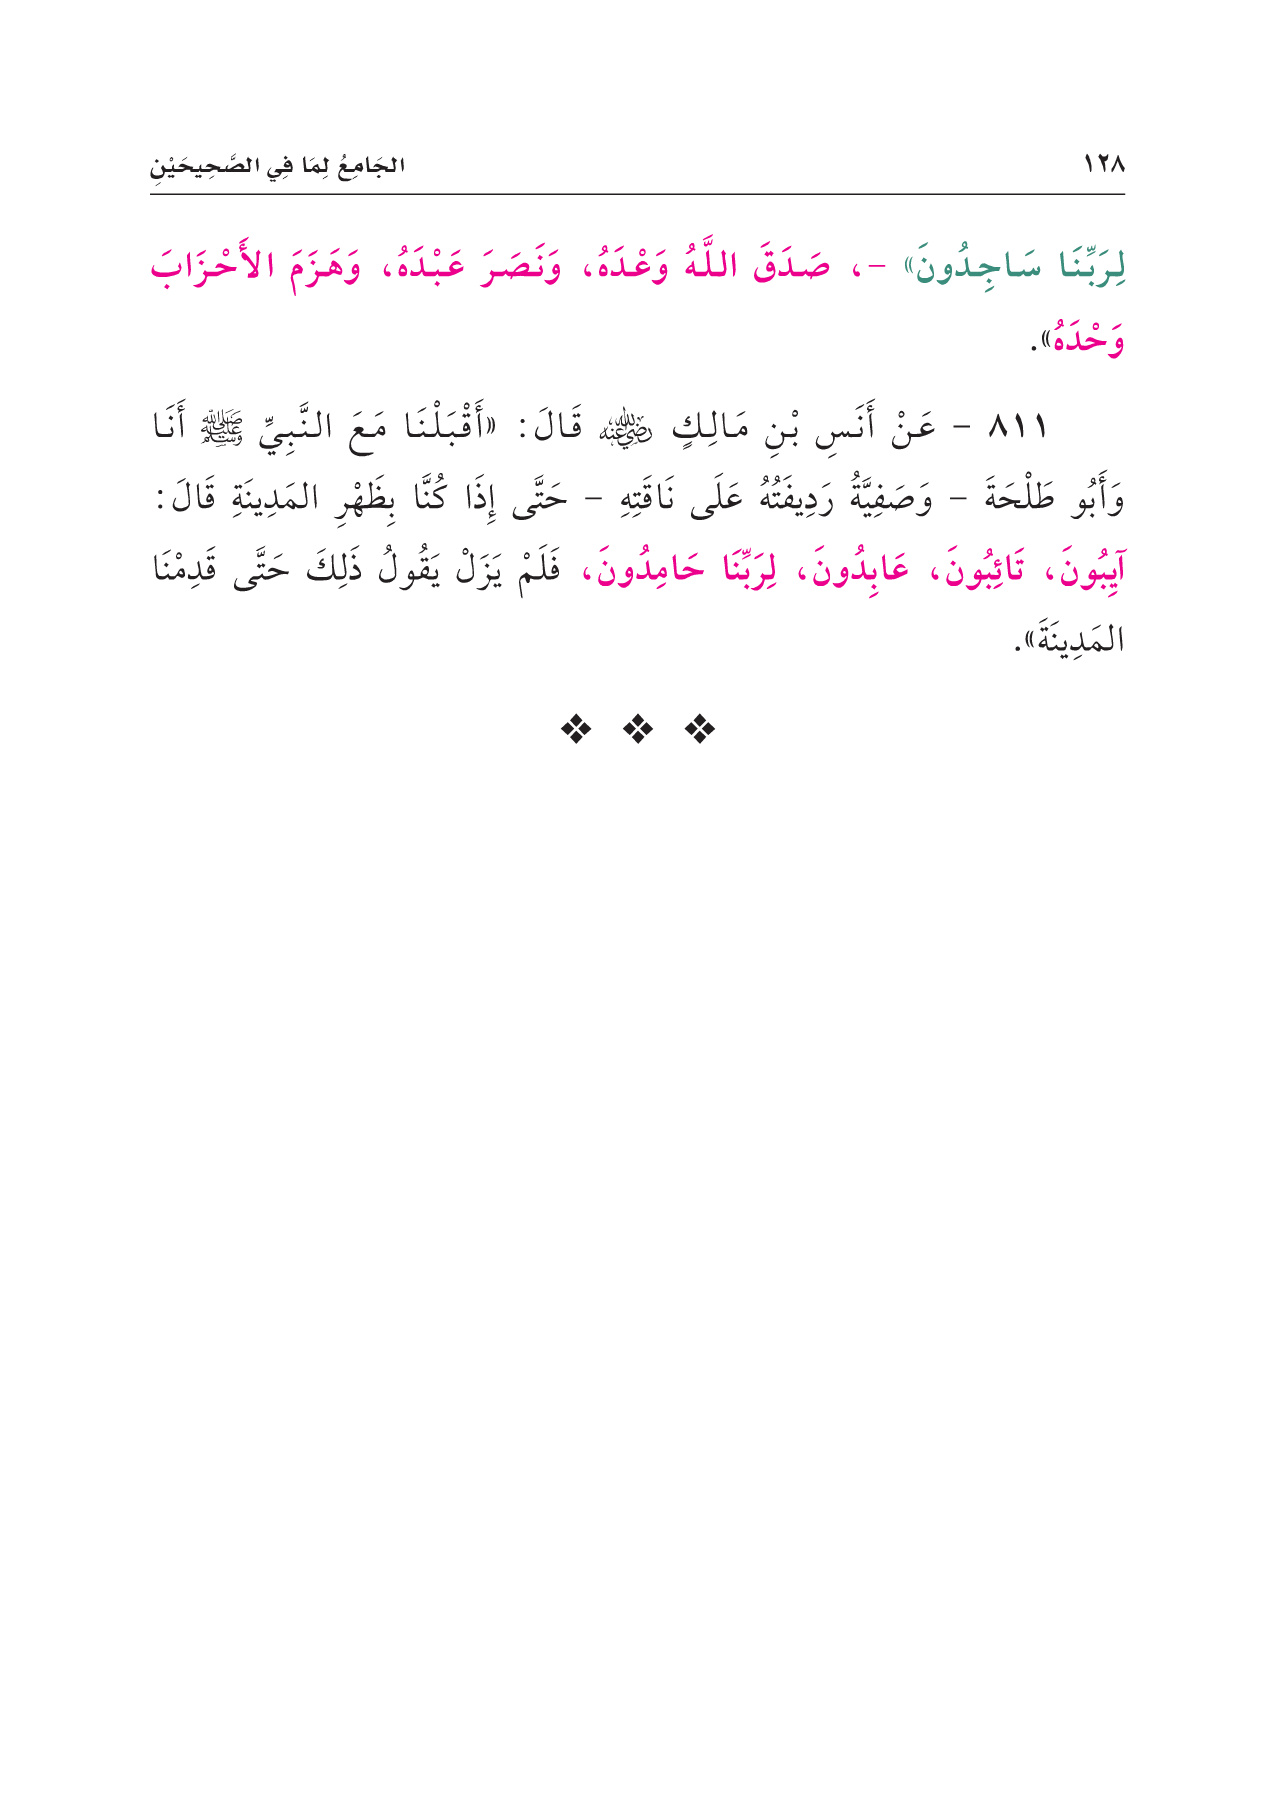 ١٢٨ الجَامِعُ لِمَا فِي الصَّحِيحَيْنِ
لِرَبِّنَا سَاجِدُونَ» -، صَدَقَ اللَّهُ وَعْدَهُ، وَنَصَرَ عَبْدَهُ، وَهَزَمَ الأَحْزَابَ
وَحْدَهُ».
٨١١ - عَنْ أَنَسِ بْنِ مَالِكٍ ﵁ قَالَ: «أَقْبَلْنَا مَعَ النَّبِيِّ ﷺ أَنَا
وَأَبُو طَلْحَةَ - وَصَفِيَّةُ رَدِيفَتُهُ عَلَى نَاقَتِهِ - حَتَّى إِذَا كُنَّا بِظَهْرِ المَدِينَةِ قَالَ:
آيِبُونَ، تَائِبُونَ، عَابِدُونَ، لِرَبِّنَا حَامِدُونَ، فَلَمْ يَزَلْ يَقُولُ ذَلِكَ حَتَّى قَدِمْنَا
المَدِينَةَ».